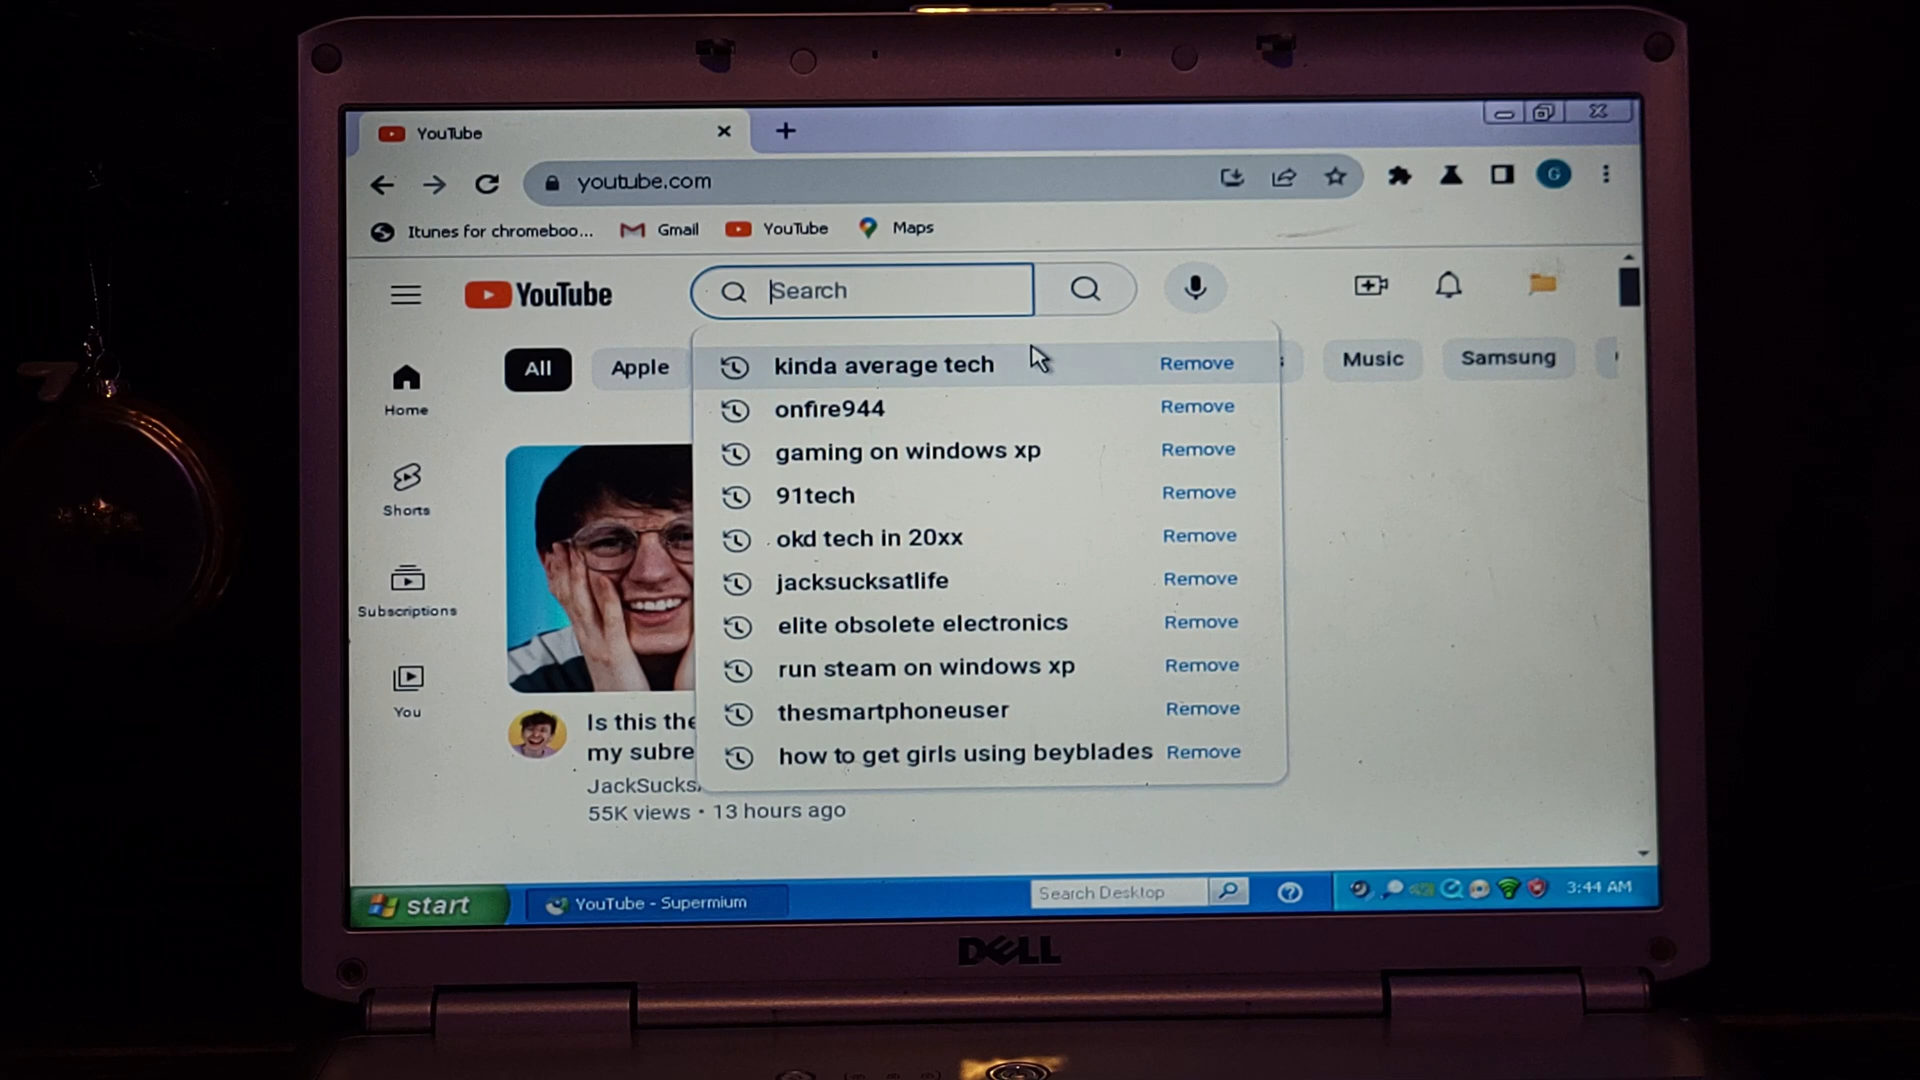 YouTube
youtube.com
G
Itunes for chromeboo...
Gmail
YouTube
Maps
YouTube
Search
All
Apple
Music
Samsung
Home
Shorts
Subscriptions
You
kinda average tech Remove
onfire944 Remove
gaming on windows xp Remove
91tech Remove
okd tech in 20xx Remove
jacksucksatlife Remove
elite obsolete electronics Remove
run steam on windows xp Remove
thesmartphoneuser Remove
how to get girls using beyblades Remove
Is this the
my subre
JackSucks
55K views • 13 hours ago
start
YouTube - Supermium
Search Desktop
3:44 AM
DELL